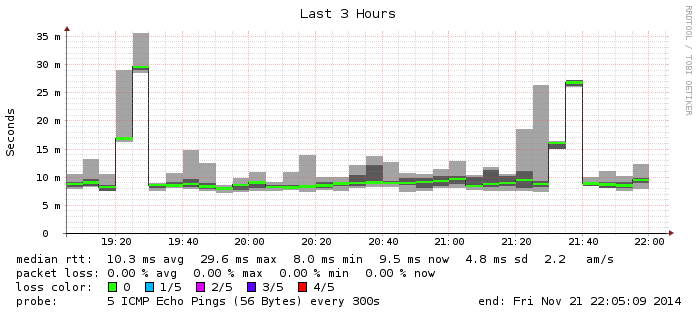 Last 3 Hours
RRDTOOL / TOBI OETIKER
Seconds
35 m
30 m
25 m
20 m
15 m
10 m
5 m
0
19:20 19:40 20:00 20:20 20:40 21:00 21:20 21:40 22:00
median rtt: 10.3 ms avg 29.6 ms max 8.0 ms min 9.5 ms now 4.8 ms sd 2.2 am/s
packet loss: 0.00 % avg 0.00 % max 0.00 % min 0.00 % now
loss color: 0 1/5 2/5 3/5 4/5
probe: 5 ICMP Echo Pings (56 Bytes) every 300s end: Fri Nov 21 22:05:09 2014